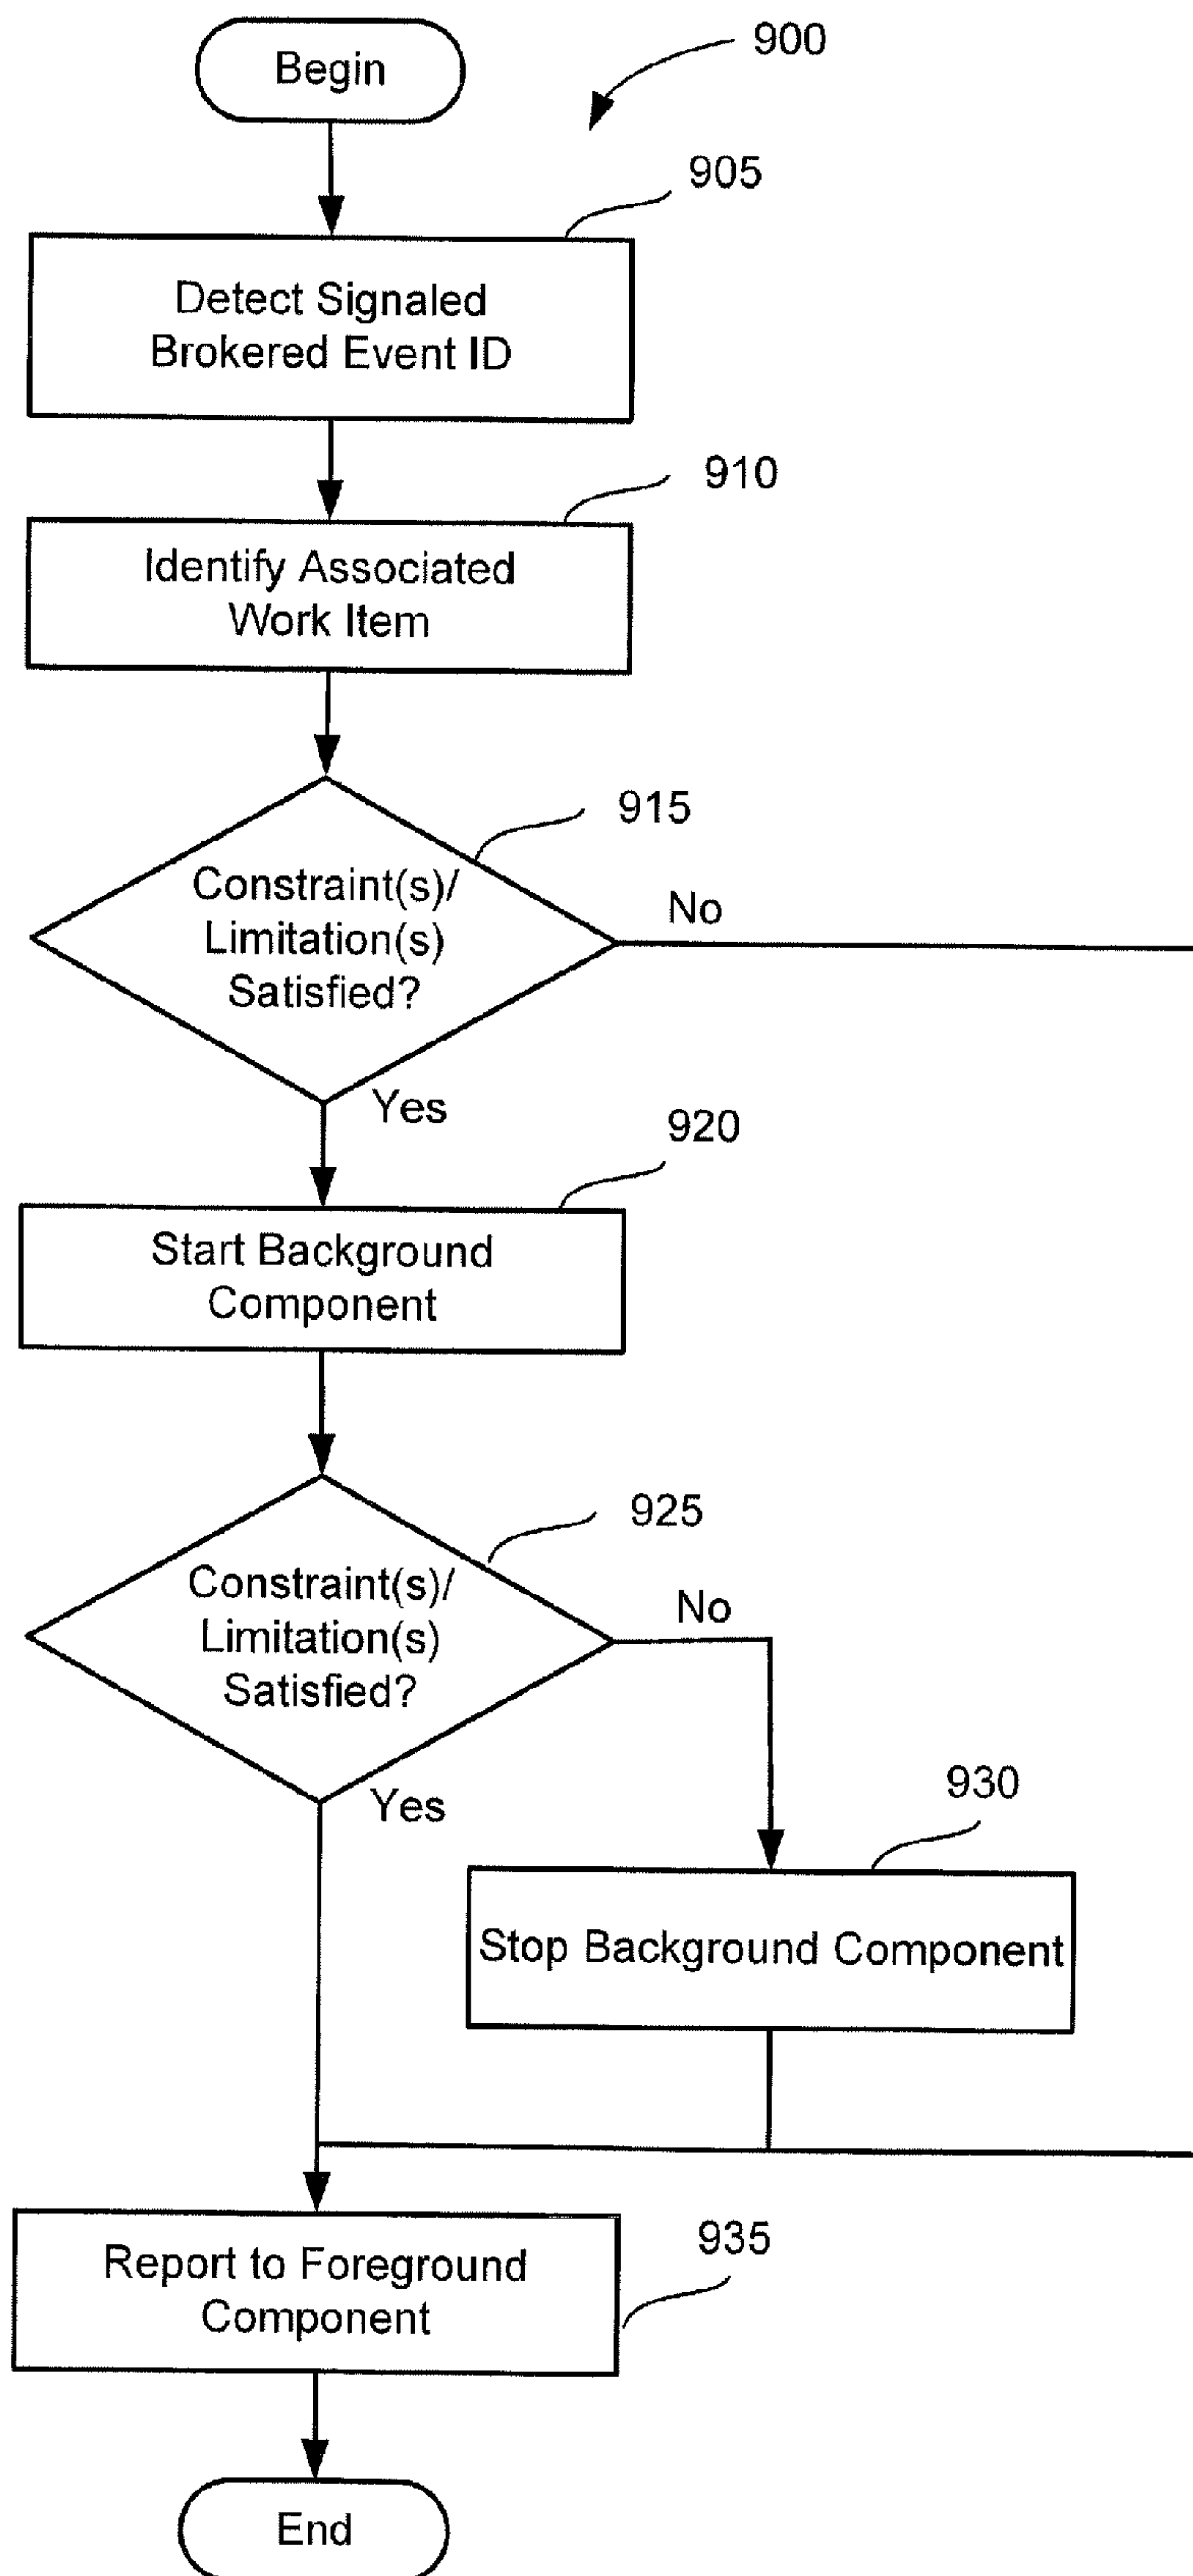 Begin
900
905
Detect Signaled
Brokered Event ID
910
Identify Associated
Work Item
915
Constraint(s)/
Limitation(s)
Satisfied?
No
Yes
920
Start Background
Component
925
Constraint(s)/
Limitation(s)
Satisfied?
No
Yes
930
Stop Background Component
935
Report to Foreground
Component
End